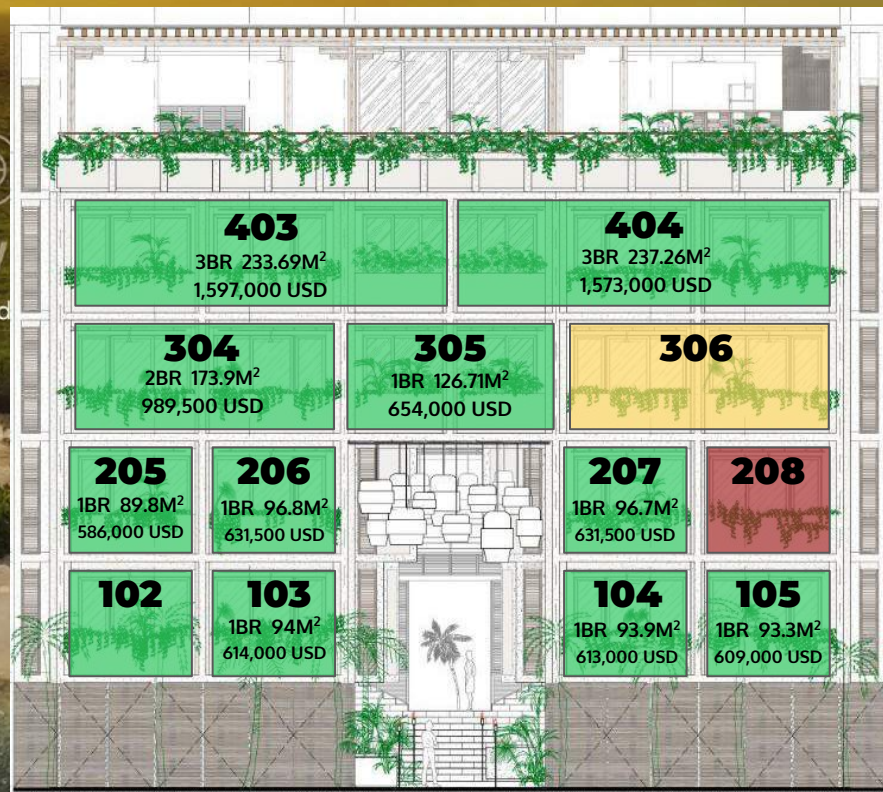 403
3BR 233.69M²
1,597,000 USD
404
3BR 237.26M²
1,573,000 USD
304
2BR 173.9M²
989,500 USD
305
1BR 126.71M²
654,000 USD
306
205
1BR 89.8M²
586,000 USD
206
1BR 96.8M²
631,500 USD
207
1BR 96.7M²
631,500 USD
208
102
103
1BR 94M²
614,000 USD
104
1BR 93.9M²
613,000 USD
105
1BR 93.3M²
609,000 USD